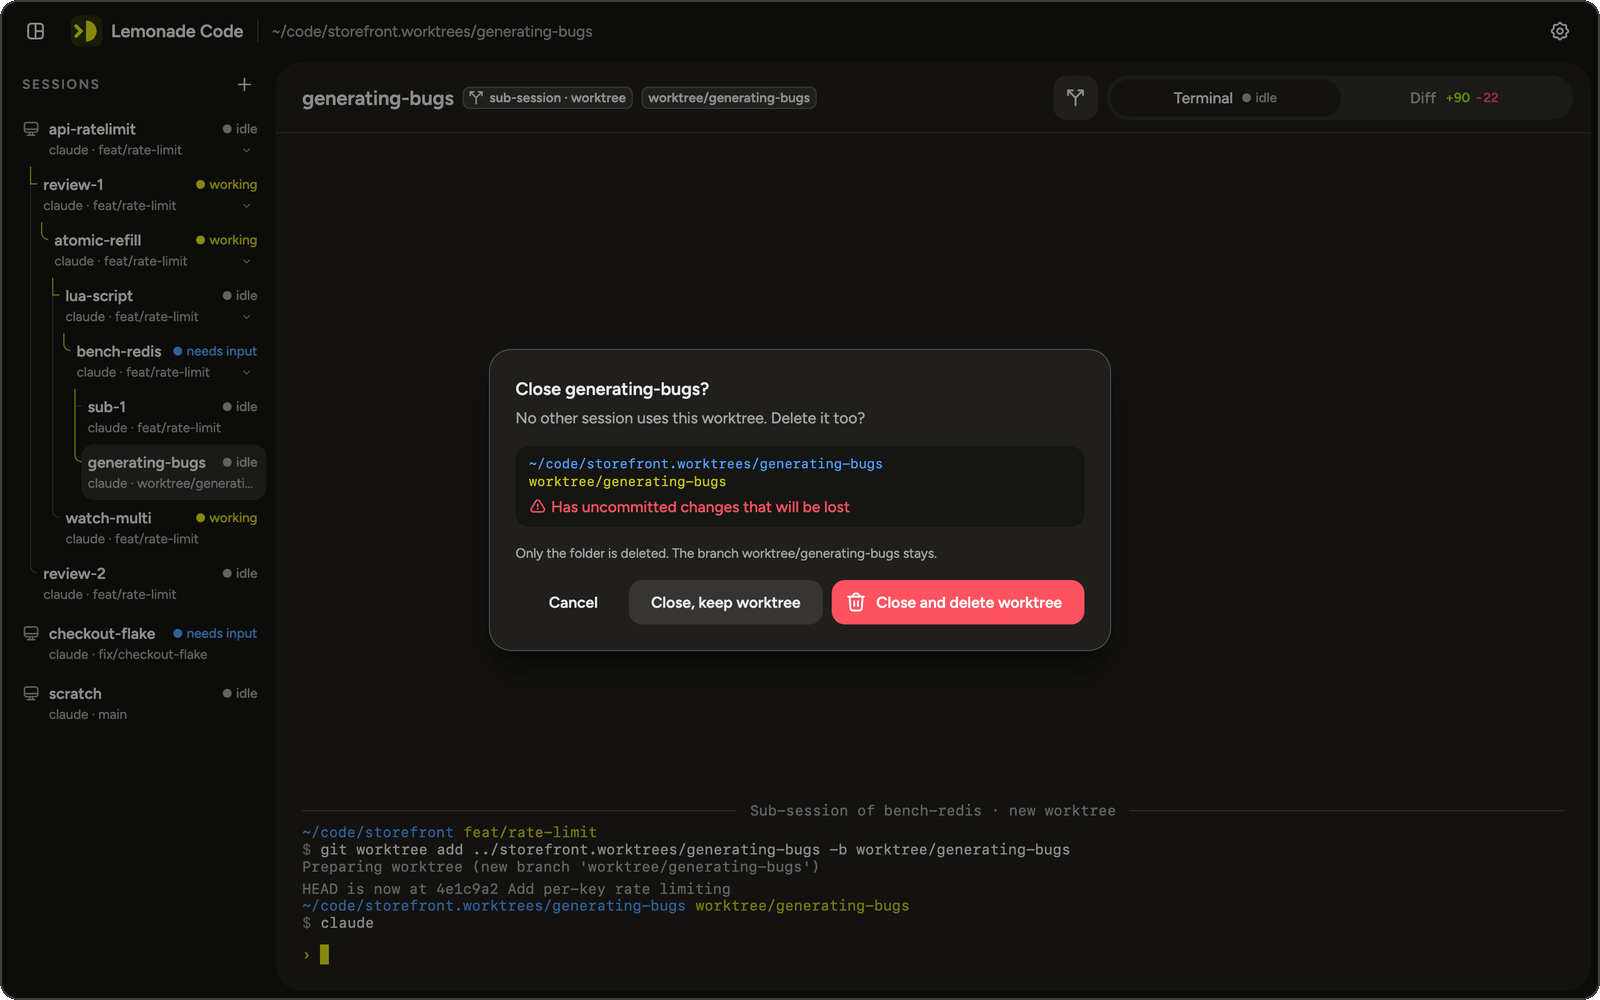 Lemonade Code
~/code/storefront.worktrees/generating-bugs
SESSIONS
api-ratelimit idle
claude · feat/rate-limit
review-1 working
claude · feat/rate-limit
atomic-refill working
claude · feat/rate-limit
lua-script idle
claude · feat/rate-limit
bench-redis needs input
claude · feat/rate-limit
sub-1 idle
claude · feat/rate-limit
generating-bugs idle
claude · worktree/generati...
watch-multi working
claude · feat/rate-limit
review-2 idle
claude · feat/rate-limit
checkout-flake needs input
claude · fix/checkout-flake
scratch idle
claude · main
generating-bugs sub-session · worktree worktree/generating-bugs
Terminal idle
Diff +90 -22
Close generating-bugs?
No other session uses this worktree. Delete it too?
~/code/storefront.worktrees/generating-bugs
worktree/generating-bugs
Has uncommitted changes that will be lost
Only the folder is deleted. The branch worktree/generating-bugs stays.
Cancel
Close, keep worktree
Close and delete worktree
Sub-session of bench-redis · new worktree
~/code/storefront feat/rate-limit
$ git worktree add ../storefront.worktrees/generating-bugs -b worktree/generating-bugs
Preparing worktree (new branch 'worktree/generating-bugs')
HEAD is now at 4e1c9a2 Add per-key rate limiting
~/code/storefront.worktrees/generating-bugs worktree/generating-bugs
$ claude
›